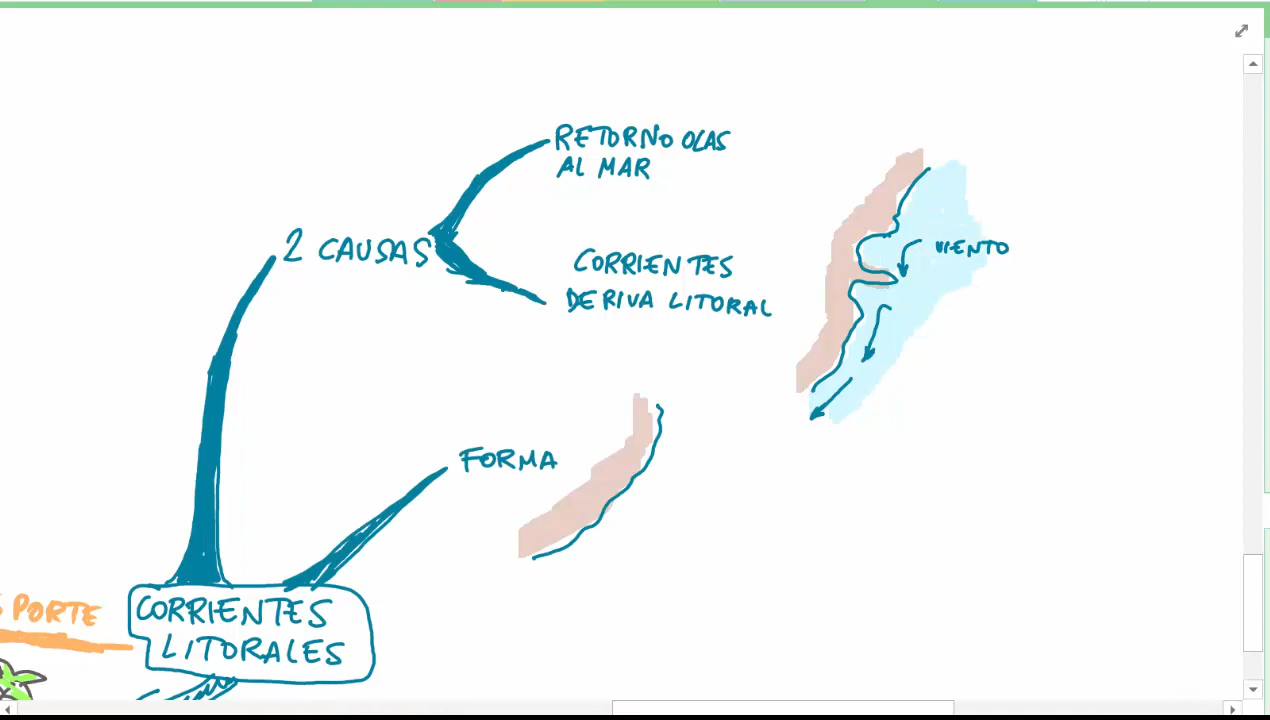 RETORNO OLAS
AL MAR
2 CAUSAS
CORRIENTES
DERIVA LITORAL
VIENTO
FORMA
PORTE
CORRIENTES
LITORALES